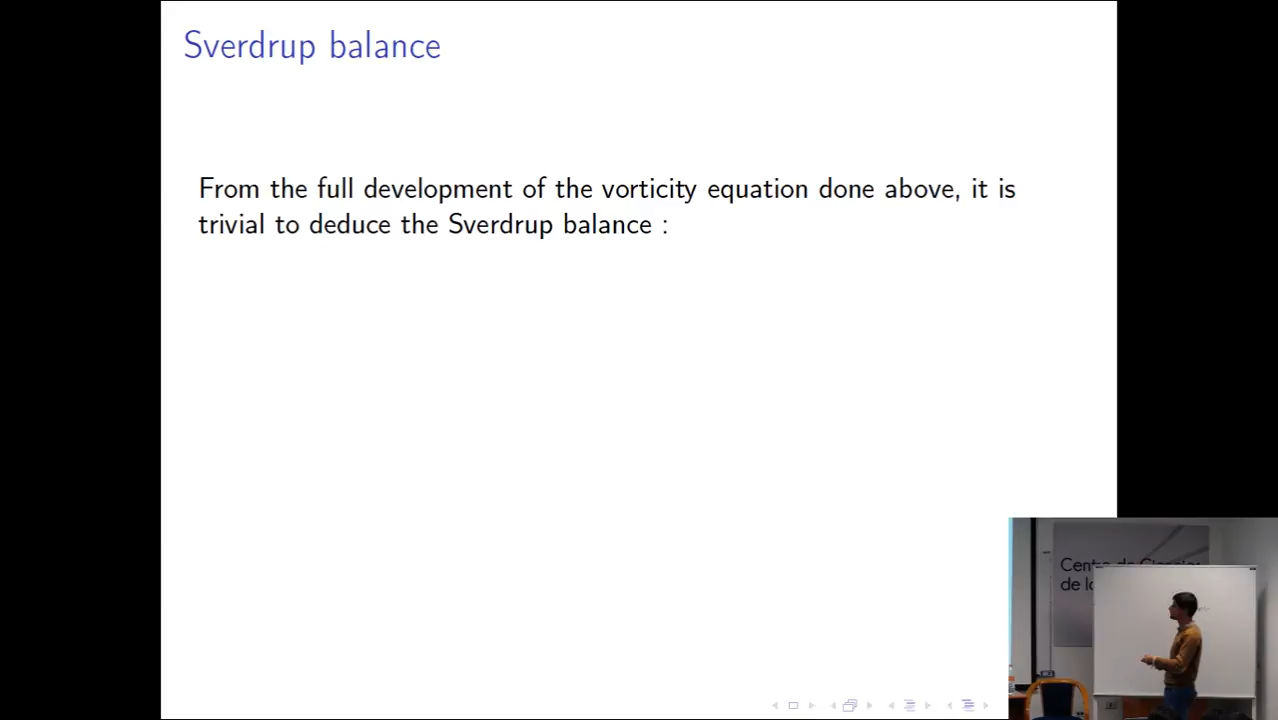 Sverdrup balance
From the full development of the vorticity equation done above, it is
trivial to deduce the Sverdrup balance :
de